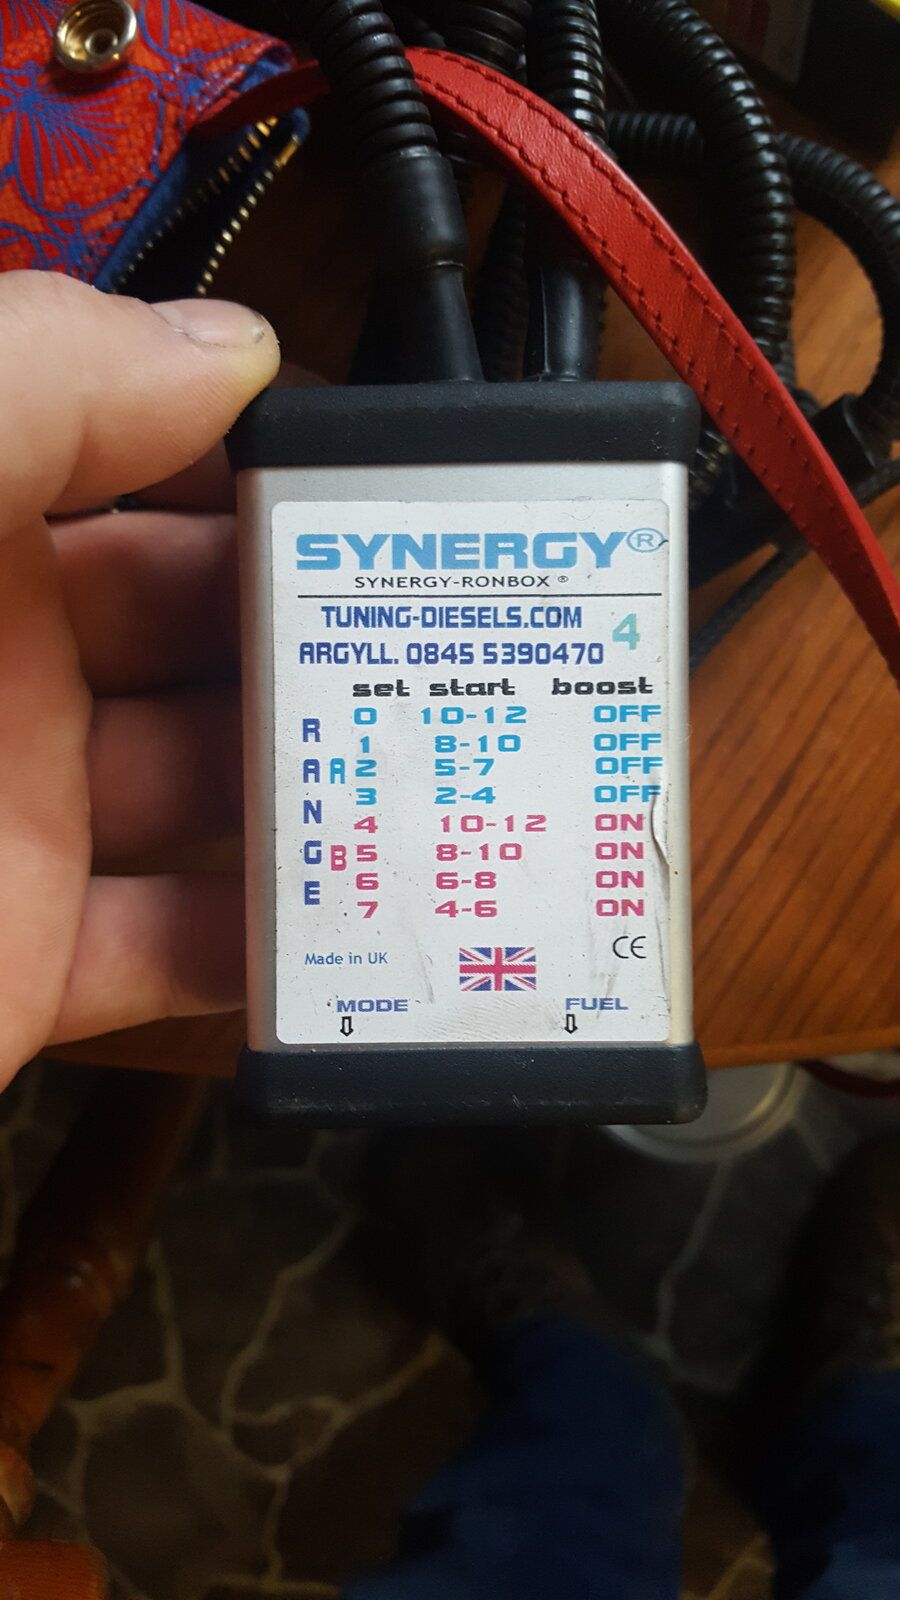 SYNERGY®
SYNERGY-RONBOX ®
TUNING-DIESELS.COM
4
ARGYLL. 0845 5390470
set start boost
RANGE
A
0 10-12 OFF
1 8-10 OFF
2 5-7 OFF
3 2-4 OFF
B
4 10-12 ON
5 8-10 ON
6 6-8 ON
7 4-6 ON
CE
Made in UK
MODE FUEL